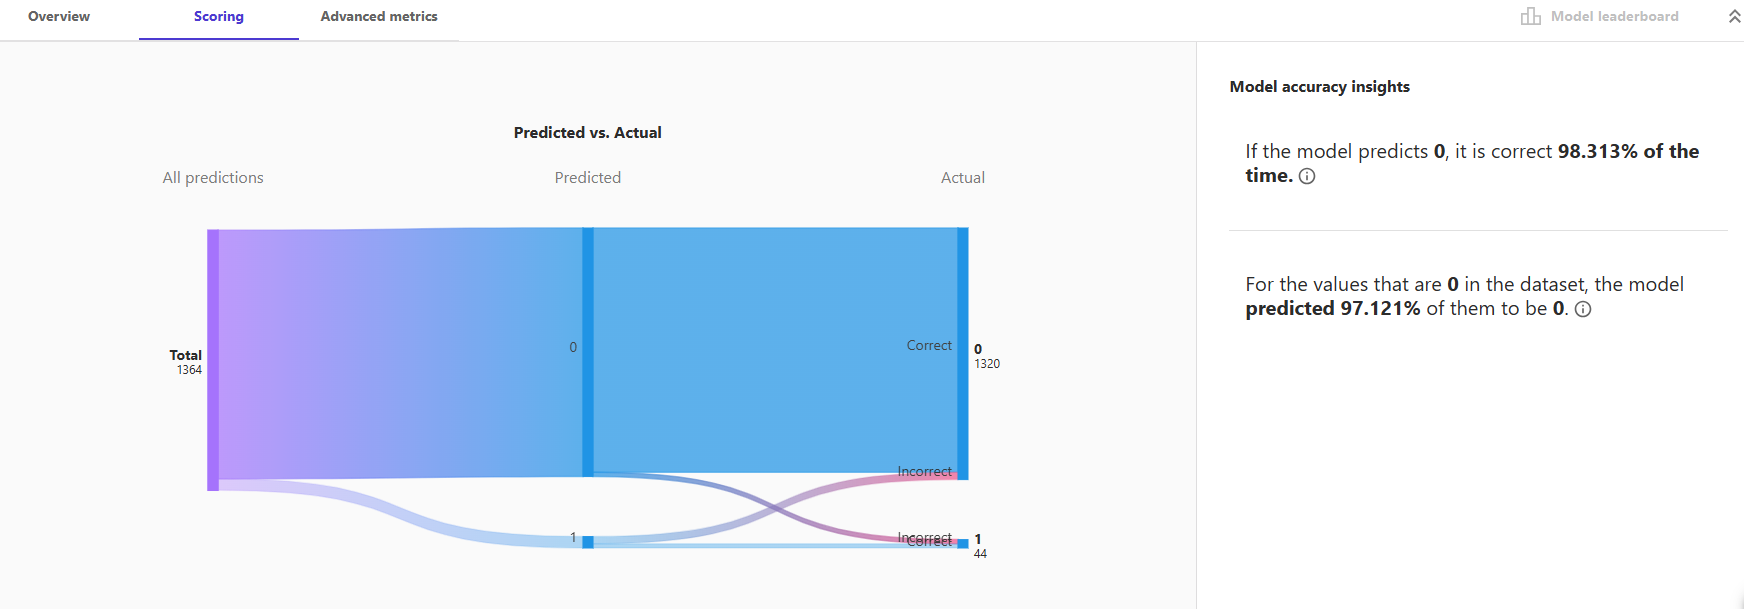 Overview
Scoring
Advanced metrics
Model leaderboard
Model accuracy insights
If the model predicts 0, it is correct 98.313% of the
time.
For the values that are 0 in the dataset, the model
predicted 97.121% of them to be 0.
Predicted vs. Actual
All predictions
Predicted
Actual
Total
1364
0
Correct
0
1320
Incorrect
1
Incorrect
Correct
1
44